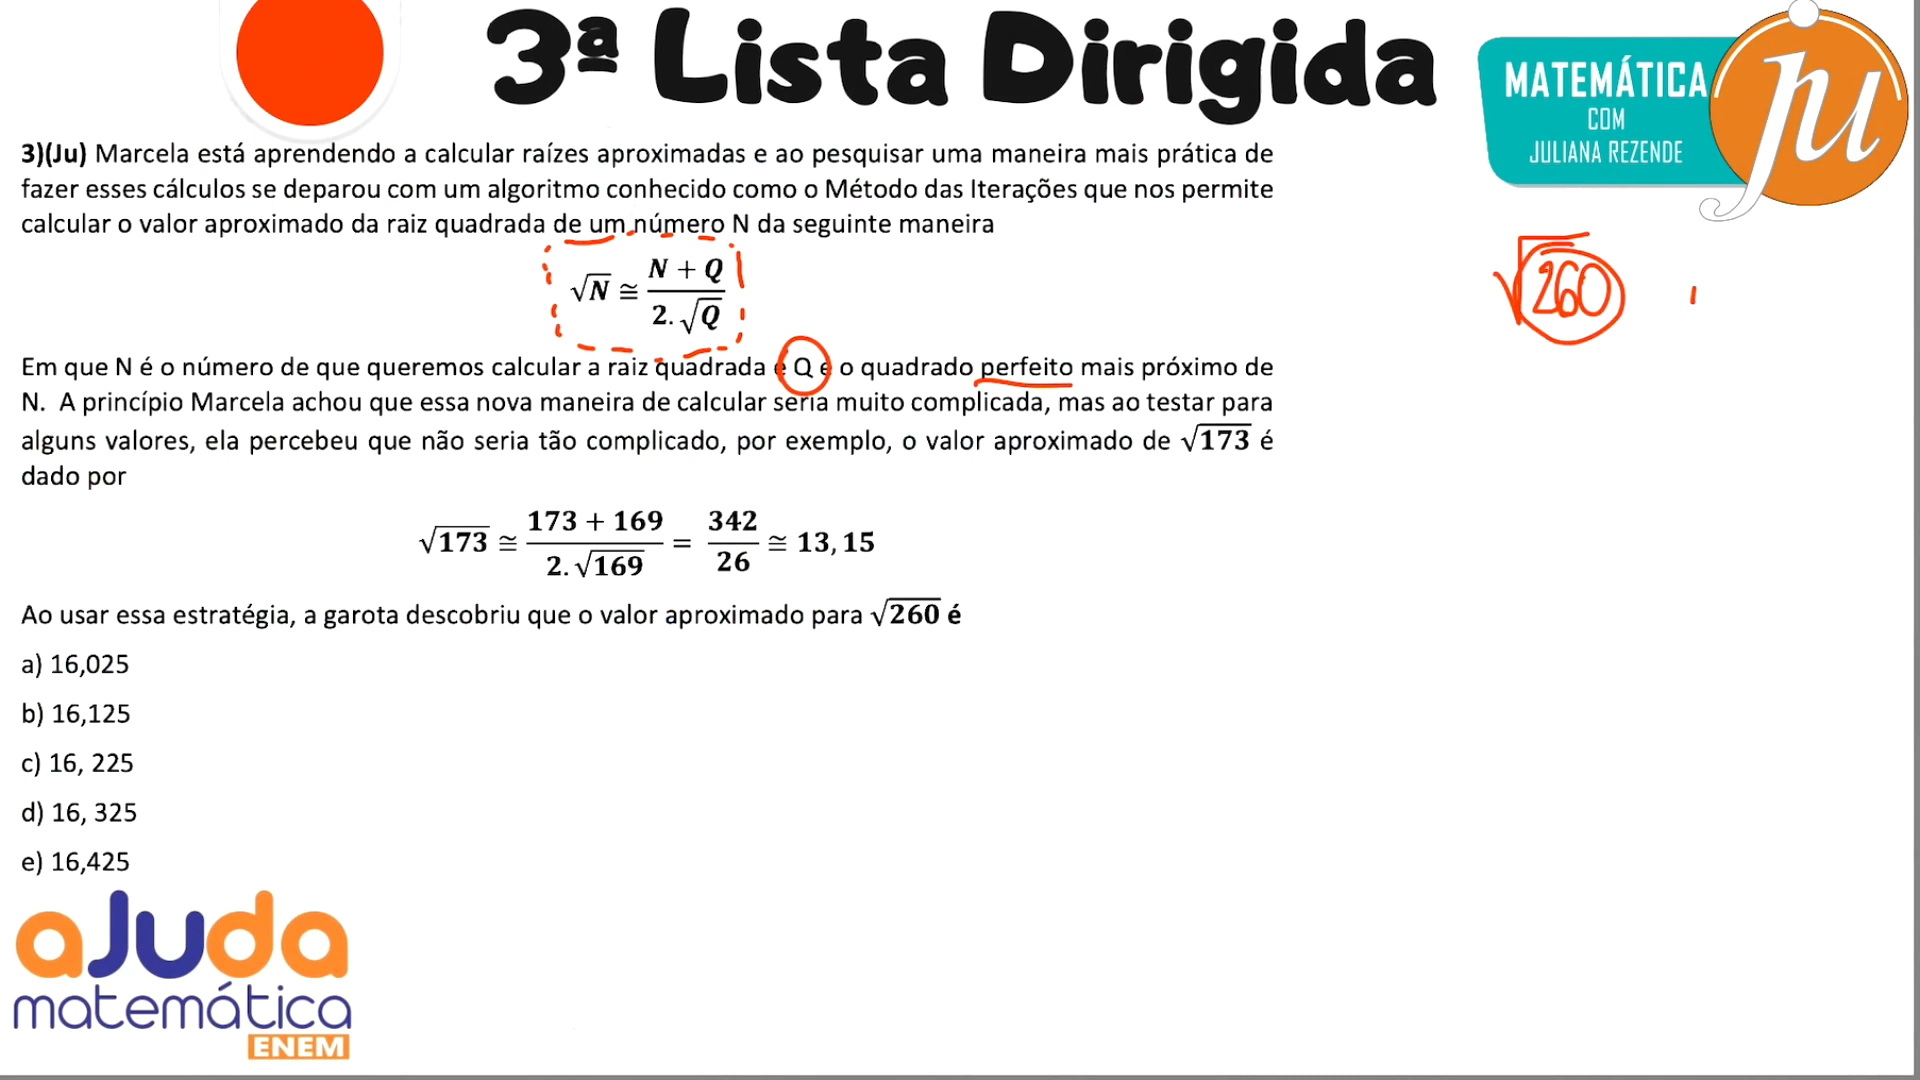 3ª Lista Dirigida
MATEMÁTICA
COM
JULIANA REZENDE
ju
3)(Ju) Marcela está aprendendo a calcular raízes aproximadas e ao pesquisar uma maneira mais prática de
fazer esses cálculos se deparou com um algoritmo conhecido como o Método das Iterações que nos permite
calcular o valor aproximado da raiz quadrada de um número N da seguinte maneira
√N ≅ (N + Q)/(2.√Q)
√260
Em que N é o número de que queremos calcular a raiz quadrada e Q é o quadrado perfeito mais próximo de
N. A princípio Marcela achou que essa nova maneira de calcular seria muito complicada, mas ao testar para
alguns valores, ela percebeu que não seria tão complicado, por exemplo, o valor aproximado de √173 é
dado por
√173 ≅ (173 + 169)/(2.√169) = 342/26 ≅ 13,15
Ao usar essa estratégia, a garota descobriu que o valor aproximado para √260 é
a) 16,025
b) 16,125
c) 16, 225
d) 16, 325
e) 16,425
aJuda
matemática
ENEM